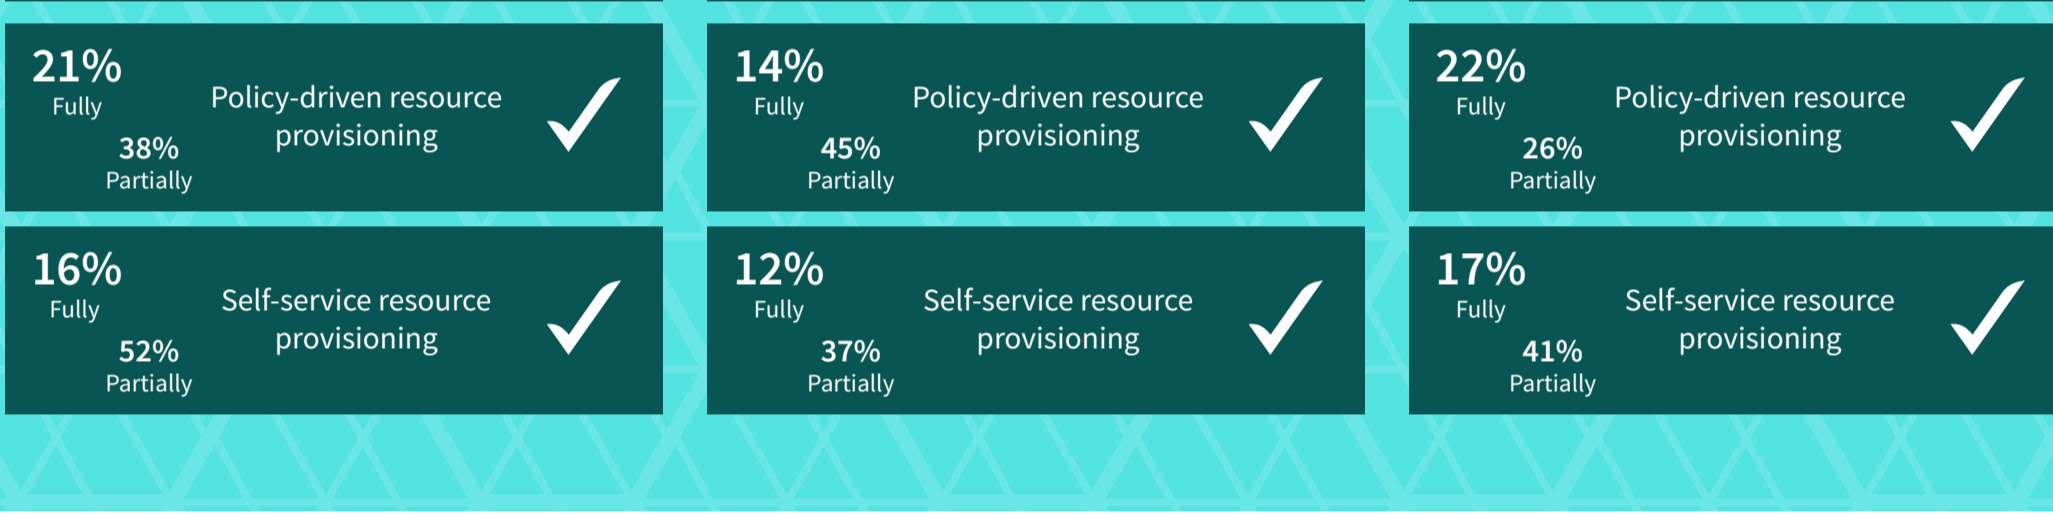 21%
Fully
38%
Partially
Policy-driven resource
provisioning
14%
Fully
45%
Partially
Policy-driven resource
provisioning
22%
Fully
26%
Partially
Policy-driven resource
provisioning
16%
Fully
52%
Partially
Self-service resource
provisioning
12%
Fully
37%
Partially
Self-service resource
provisioning
17%
Fully
41%
Partially
Self-service resource
provisioning